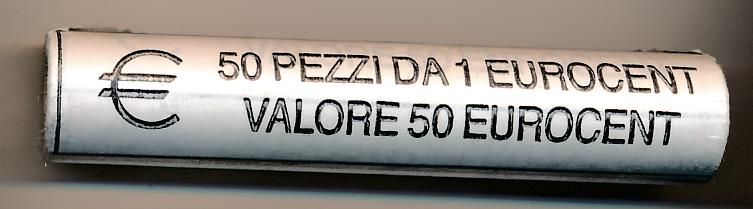 €
50 PEZZI DA 1 EUROCENT
VALORE 50 EUROCENT